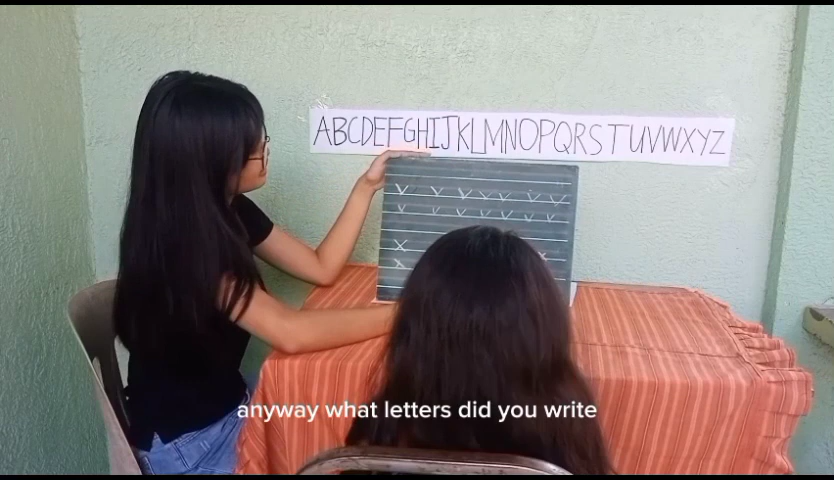 ABCDEFGHIJKLMNOPQRSTUVWXYZ
V V V V V V
v v v v v v v
X
x
anyway what letters did you write